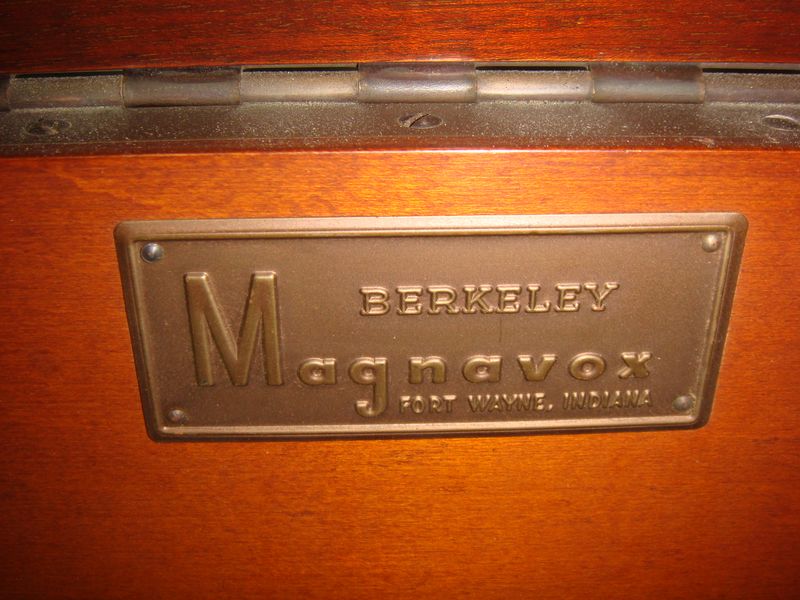 BERKELEY
Magnavox
FORT WAYNE, INDIANA